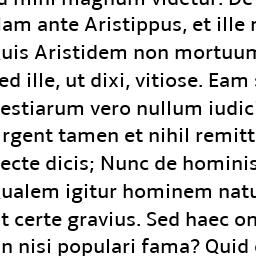 mihi magnum videtur. De
iam ante Aristippus, et ille
uis Aristidem non mortuum
ed ille, ut dixi, vitiose. Eam
estiarum vero nullum iudic
rgent tamen et nihil remitt
ecte dicis; Nunc de hominis
ualem igitur hominem natu
t certe gravius. Sed haec on
n nisi populari fama? Quid